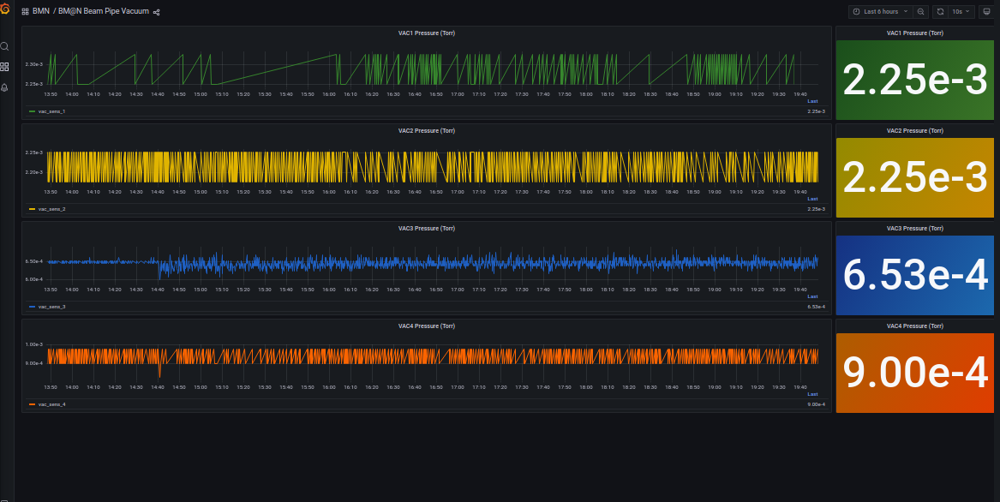 BMN / BM@N Beam Pipe Vacuum
Last 6 hours
10s
VAC1 Pressure (Torr)
2.30e-3
2.25e-3
13:50 14:00 14:10 14:20 14:30 14:40 14:50 15:00 15:10 15:20 15:30 15:40 15:50 16:00 16:10 16:20 16:30 16:40 16:50 17:00 17:10 17:20 17:30 17:40 17:50 18:00 18:10 18:20 18:30 18:40 18:50 19:00 19:10 19:20 19:30 19:40
Last
vac_sens_1 2.25e-3
VAC1 Pressure (Torr)
2.25e-3
VAC2 Pressure (Torr)
2.25e-3
2.20e-3
13:50 14:00 14:10 14:20 14:30 14:40 14:50 15:00 15:10 15:20 15:30 15:40 15:50 16:00 16:10 16:20 16:30 16:40 16:50 17:00 17:10 17:20 17:30 17:40 17:50 18:00 18:10 18:20 18:30 18:40 18:50 19:00 19:10 19:20 19:30 19:40
Last
vac_sens_2 2.25e-3
VAC2 Pressure (Torr)
2.25e-3
VAC3 Pressure (Torr)
6.50e-4
6.00e-4
13:50 14:00 14:10 14:20 14:30 14:40 14:50 15:00 15:10 15:20 15:30 15:40 15:50 16:00 16:10 16:20 16:30 16:40 16:50 17:00 17:10 17:20 17:30 17:40 17:50 18:00 18:10 18:20 18:30 18:40 18:50 19:00 19:10 19:20 19:30 19:40
Last
vac_sens_3 6.53e-4
VAC3 Pressure (Torr)
6.53e-4
VAC4 Pressure (Torr)
1.00e-3
9.00e-4
13:50 14:00 14:10 14:20 14:30 14:40 14:50 15:00 15:10 15:20 15:30 15:40 15:50 16:00 16:10 16:20 16:30 16:40 16:50 17:00 17:10 17:20 17:30 17:40 17:50 18:00 18:10 18:20 18:30 18:40 18:50 19:00 19:10 19:20 19:30 19:40
Last
vac_sens_4 9.00e-4
VAC4 Pressure (Torr)
9.00e-4